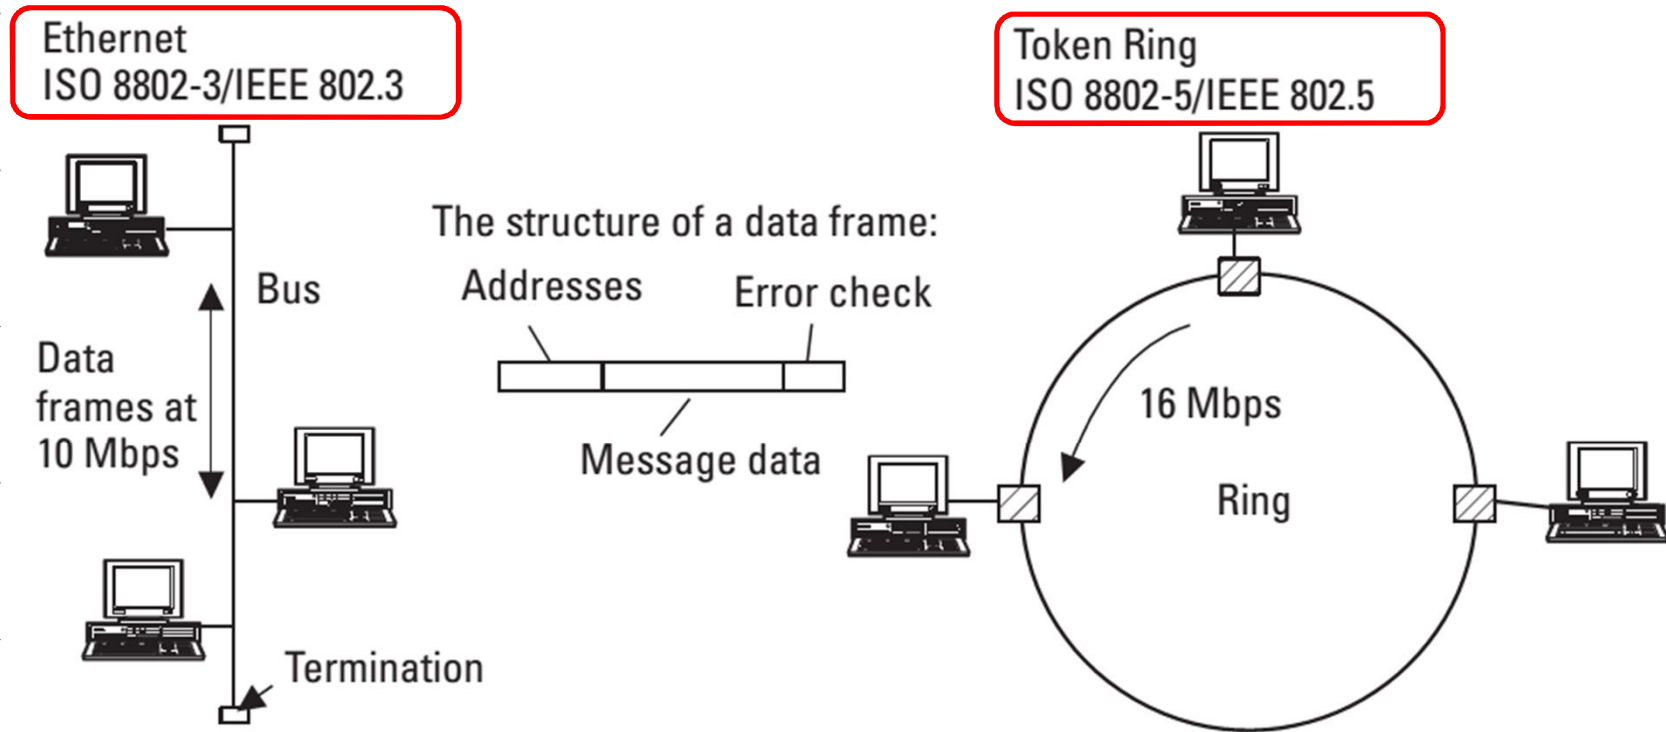 Ethernet
ISO 8802-3/IEEE 802.3
Token Ring
ISO 8802-5/IEEE 802.5
The structure of a data frame:
Addresses
Error check
Message data
Bus
Data
frames at
10 Mbps
Termination
16 Mbps
Ring